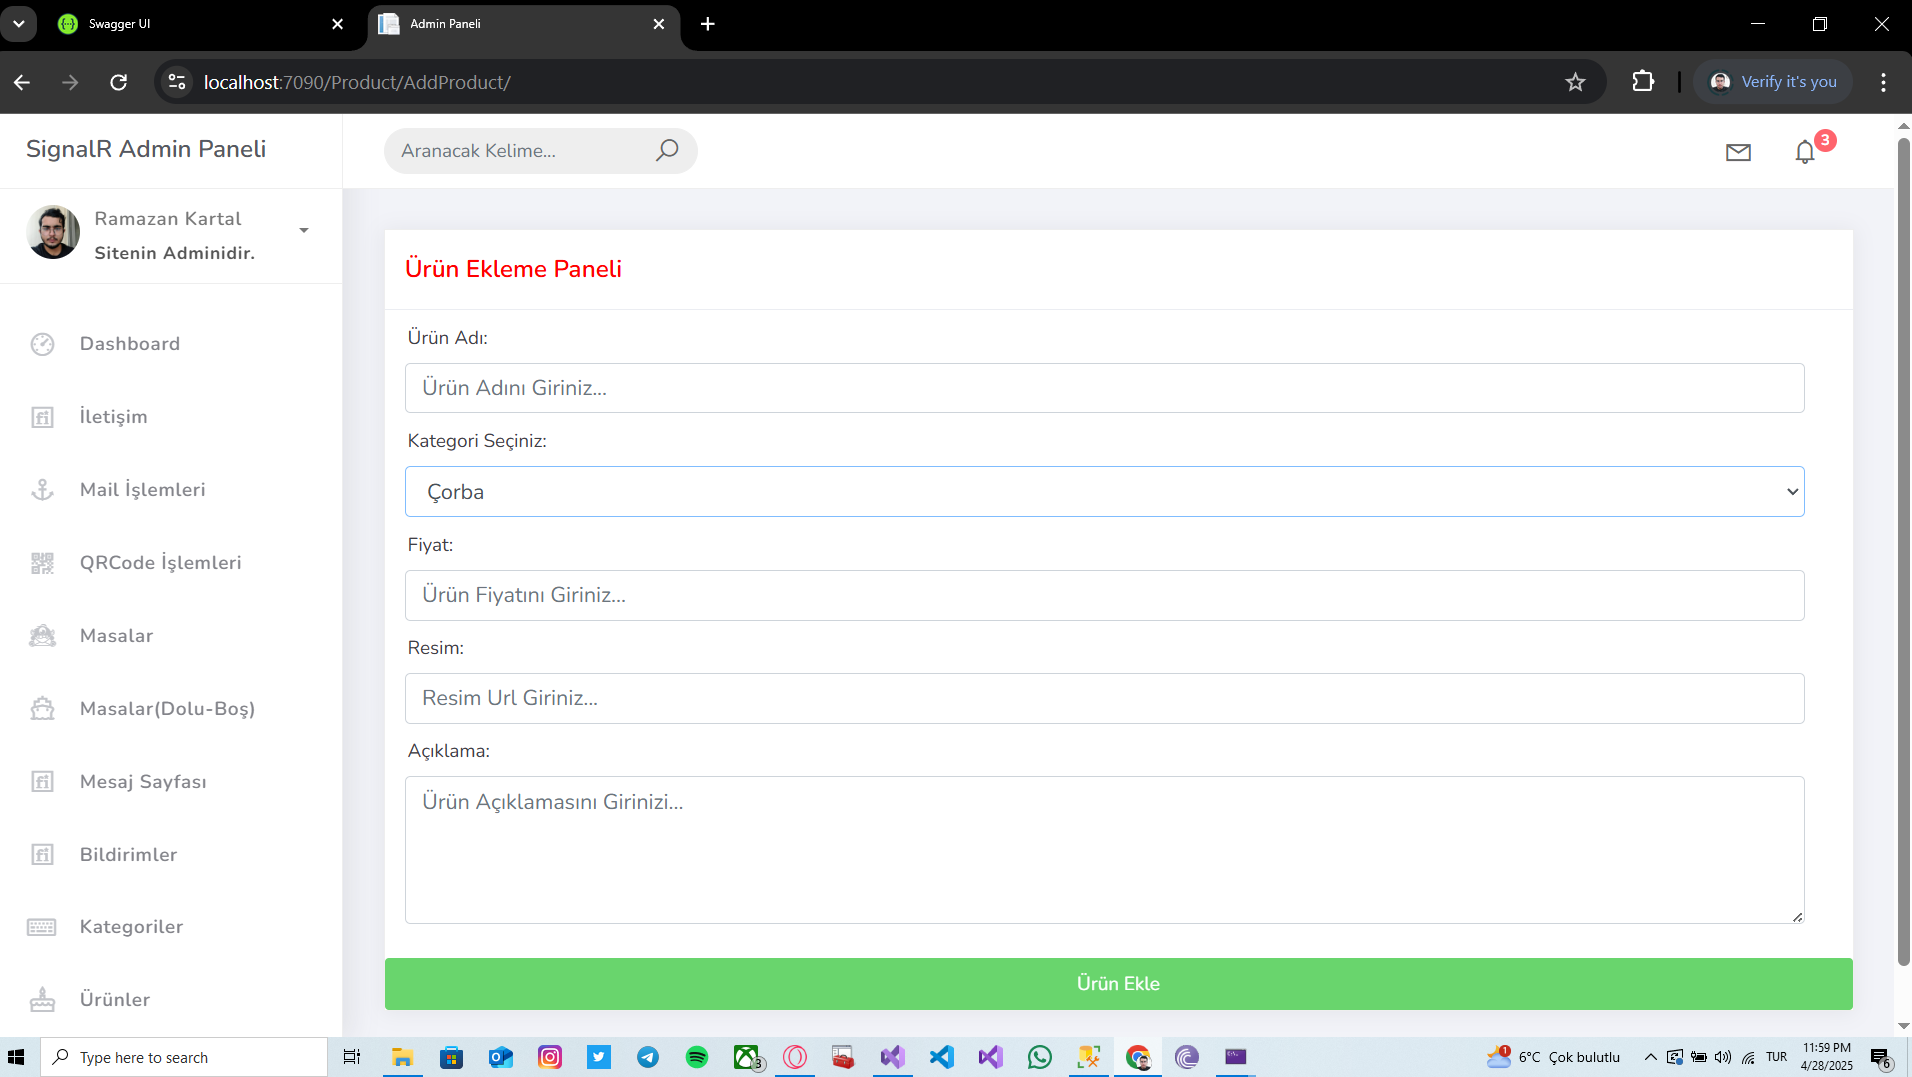 Swagger UI
Admin Paneli
localhost:7090/Product/AddProduct/
Verify it's you
SignalR Admin Paneli
Aranacak Kelime...
3
Ramazan Kartal
Sitenin Adminidir.
Dashboard
İletişim
Mail İşlemleri
QRCode İşlemleri
Masalar
Masalar(Dolu-Boş)
Mesaj Sayfası
Bildirimler
Kategoriler
Ürünler
Ürün Ekleme Paneli
Ürün Adı:
Ürün Adını Giriniz...
Kategori Seçiniz:
Çorba
Fiyat:
Ürün Fiyatını Giriniz...
Resim:
Resim Url Giriniz...
Açıklama:
Ürün Açıklamasını Girinizi...
Ürün Ekle
Type here to search
3
1
6°C Çok bulutlu
TUR
11:59 PM
4/28/2025
6